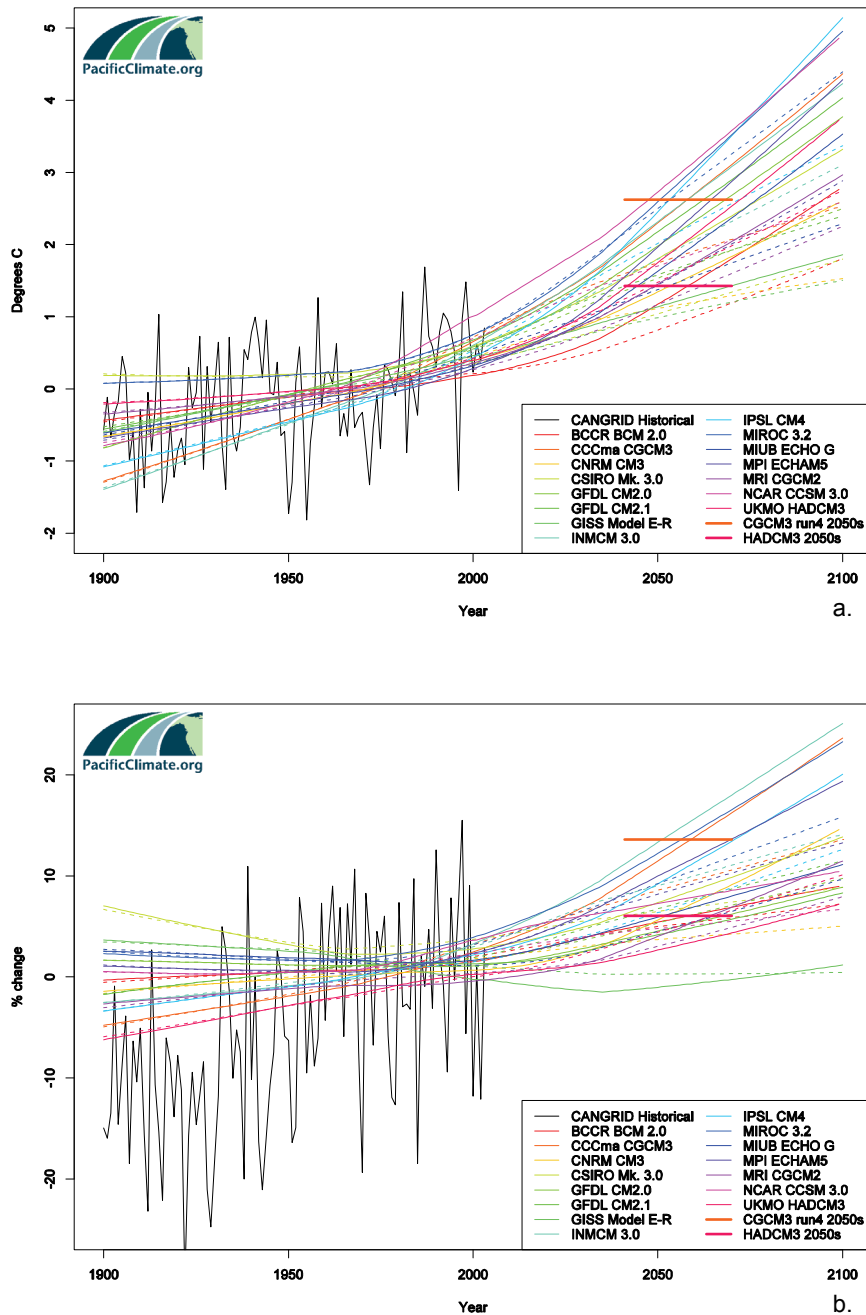 PacificClimate.org
Degrees C
5
4
3
2
1
0
-1
-2
1900 1950 2000 2050 2100
Year
CANGRID Historical
BCCR BCM 2.0
CCCma CGCM3
CNRM CM3
CSIRO Mk. 3.0
GFDL CM2.0
GFDL CM2.1
GISS Model E-R
INMCM 3.0
IPSL CM4
MIROC 3.2
MIUB ECHO G
MPI ECHAM5
MRI CGCM2
NCAR CCSM 3.0
UKMO HADCM3
CGCM3 run4 2050s
HADCM3 2050s
a.
PacificClimate.org
% change
20
10
0
-10
-20
1900 1950 2000 2050 2100
Year
CANGRID Historical
BCCR BCM 2.0
CCCma CGCM3
CNRM CM3
CSIRO Mk. 3.0
GFDL CM2.0
GFDL CM2.1
GISS Model E-R
INMCM 3.0
IPSL CM4
MIROC 3.2
MIUB ECHO G
MPI ECHAM5
MRI CGCM2
NCAR CCSM 3.0
UKMO HADCM3
CGCM3 run4 2050s
HADCM3 2050s
b.